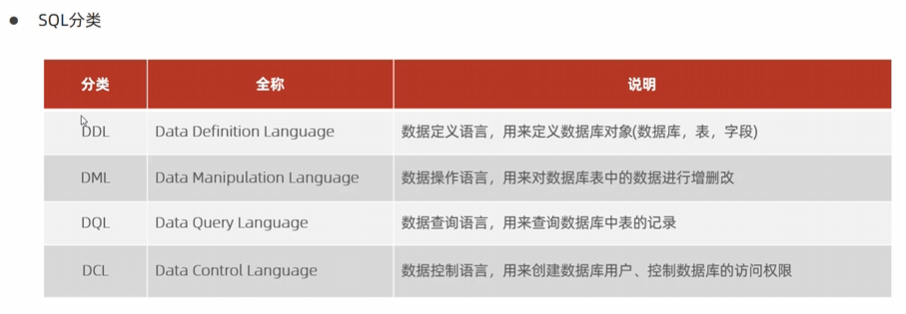 ● SQL分类
分类 全称 说明
DDL Data Definition Language 数据定义语言，用来定义数据库对象(数据库，表，字段)
DML Data Manipulation Language 数据操作语言，用来对数据库表中的数据进行增删改
DQL Data Query Language 数据查询语言，用来查询数据库中表的记录
DCL Data Control Language 数据控制语言，用来创建数据库用户、控制数据库的访问权限